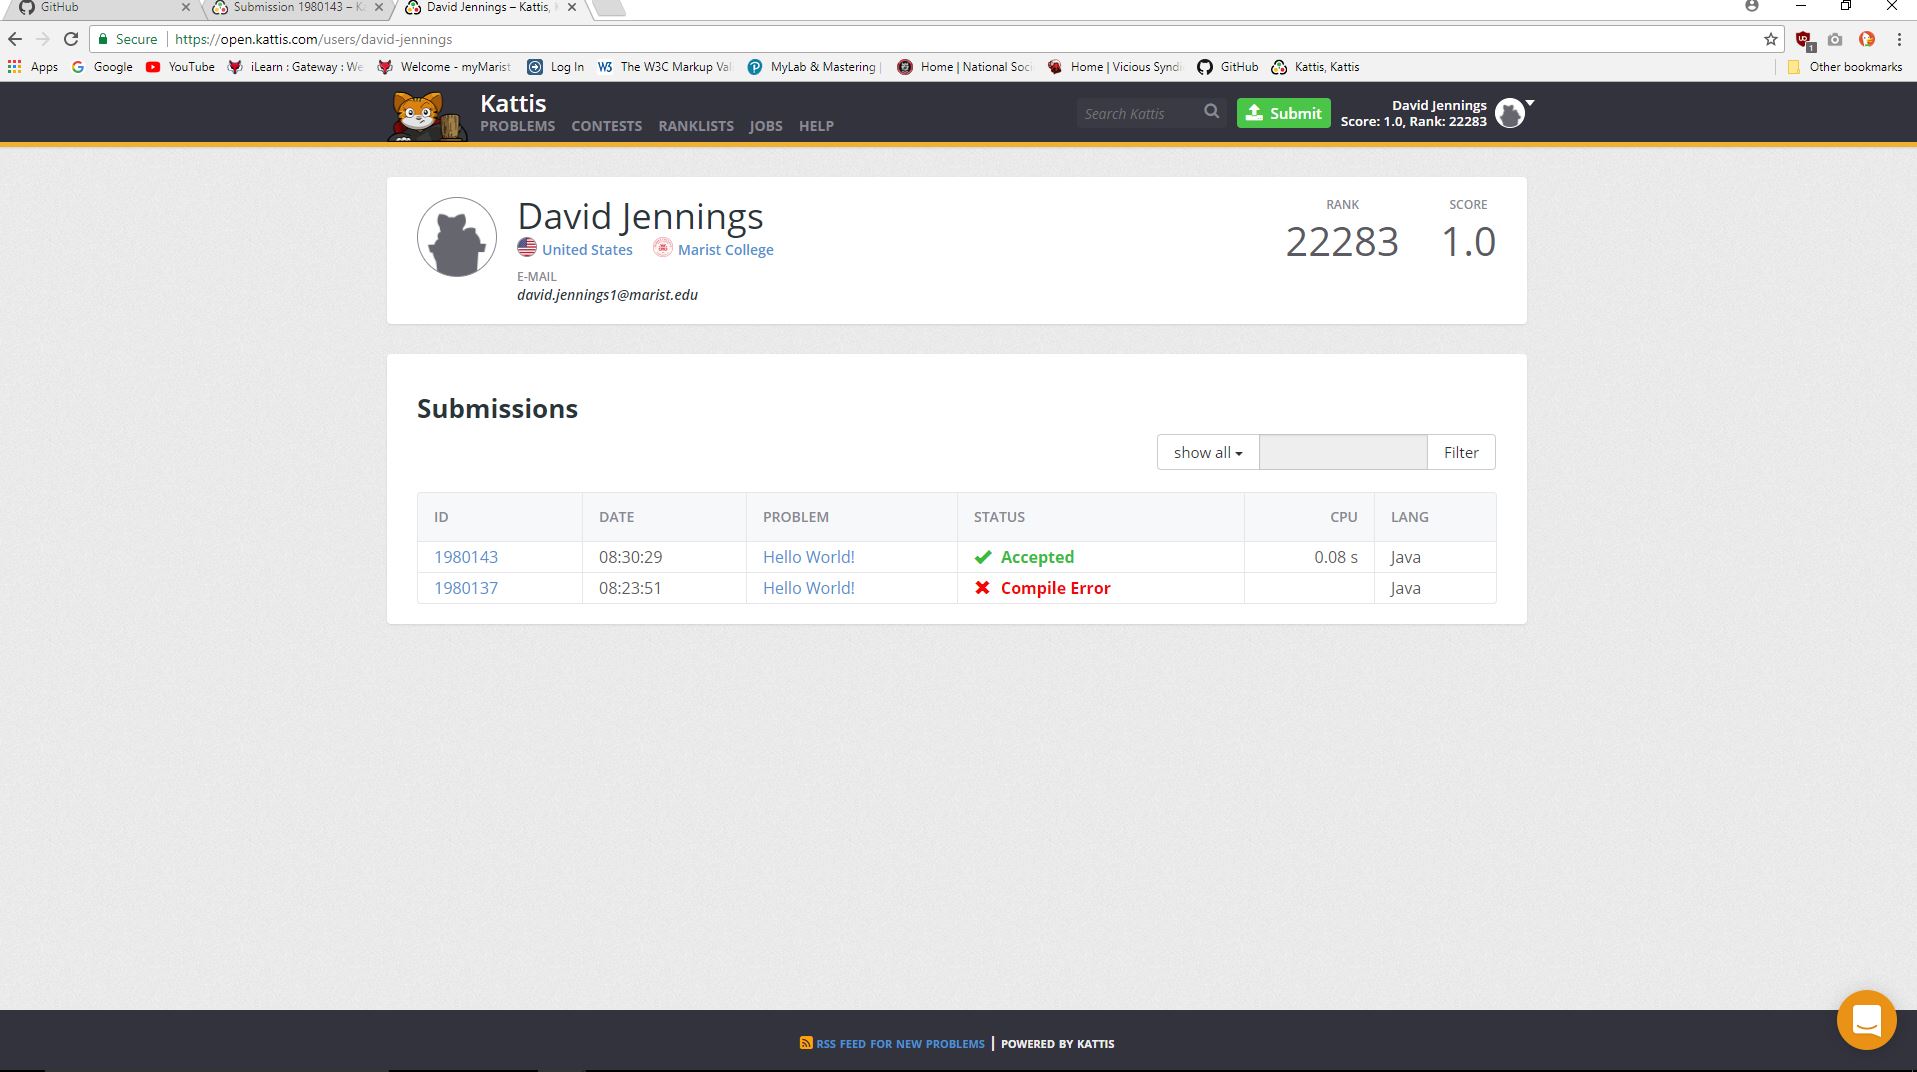 GitHub
Submission 1980143 – K
David Jennings – Kattis,
Secure https://open.kattis.com/users/david-jennings
Apps Google YouTube iLearn : Gateway : We Welcome - myMarist Log In The W3C Markup Val MyLab & Mastering | Home | National Soci Home | Vicious Syndi GitHub Kattis, Kattis Other bookmarks
Kattis
PROBLEMS CONTESTS RANKLISTS JOBS HELP
Search Kattis
Submit
David Jennings
Score: 1.0, Rank: 22283
David Jennings
United States Marist College
E-MAIL
david.jennings1@marist.edu
RANK SCORE
22283 1.0
Submissions
show all Filter
ID DATE PROBLEM STATUS CPU LANG
1980143 08:30:29 Hello World! Accepted 0.08 s Java
1980137 08:23:51 Hello World! Compile Error Java
RSS FEED FOR NEW PROBLEMS | POWERED BY KATTIS